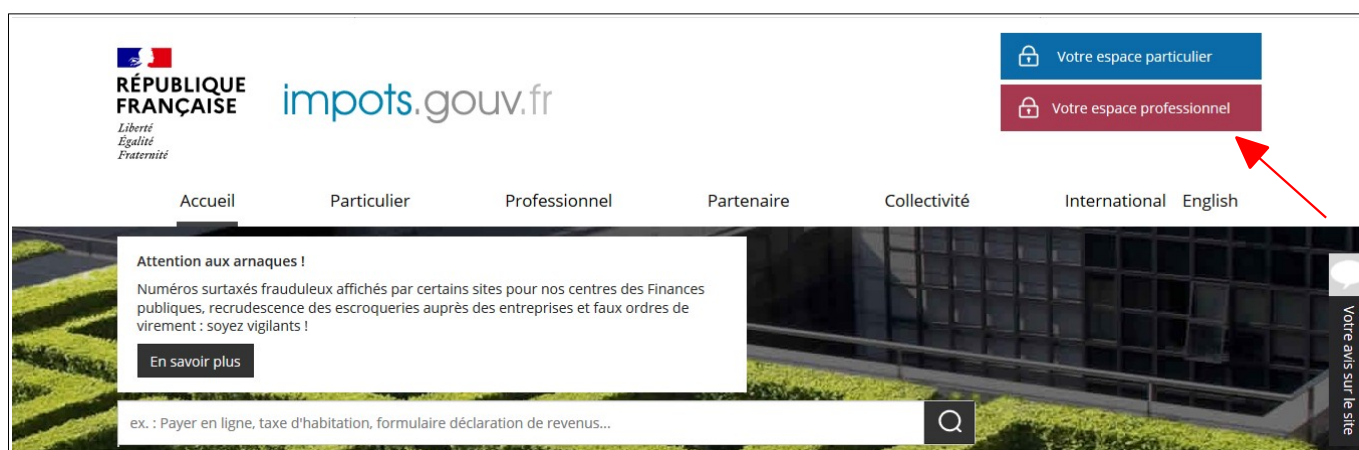 RÉPUBLIQUE
FRANÇAISE
Liberté
Égalité
Fraternité
impots.gouv.fr
Votre espace particulier
Votre espace professionnel
Accueil Particulier Professionnel Partenaire Collectivité International English
Attention aux arnaques !
Numéros surtaxés frauduleux affichés par certains sites pour nos centres des Finances
publiques, recrudescence des escroqueries auprès des entreprises et faux ordres de
virement : soyez vigilants !
En savoir plus
ex. : Payer en ligne, taxe d'habitation, formulaire déclaration de revenus...
Votre avis sur le site